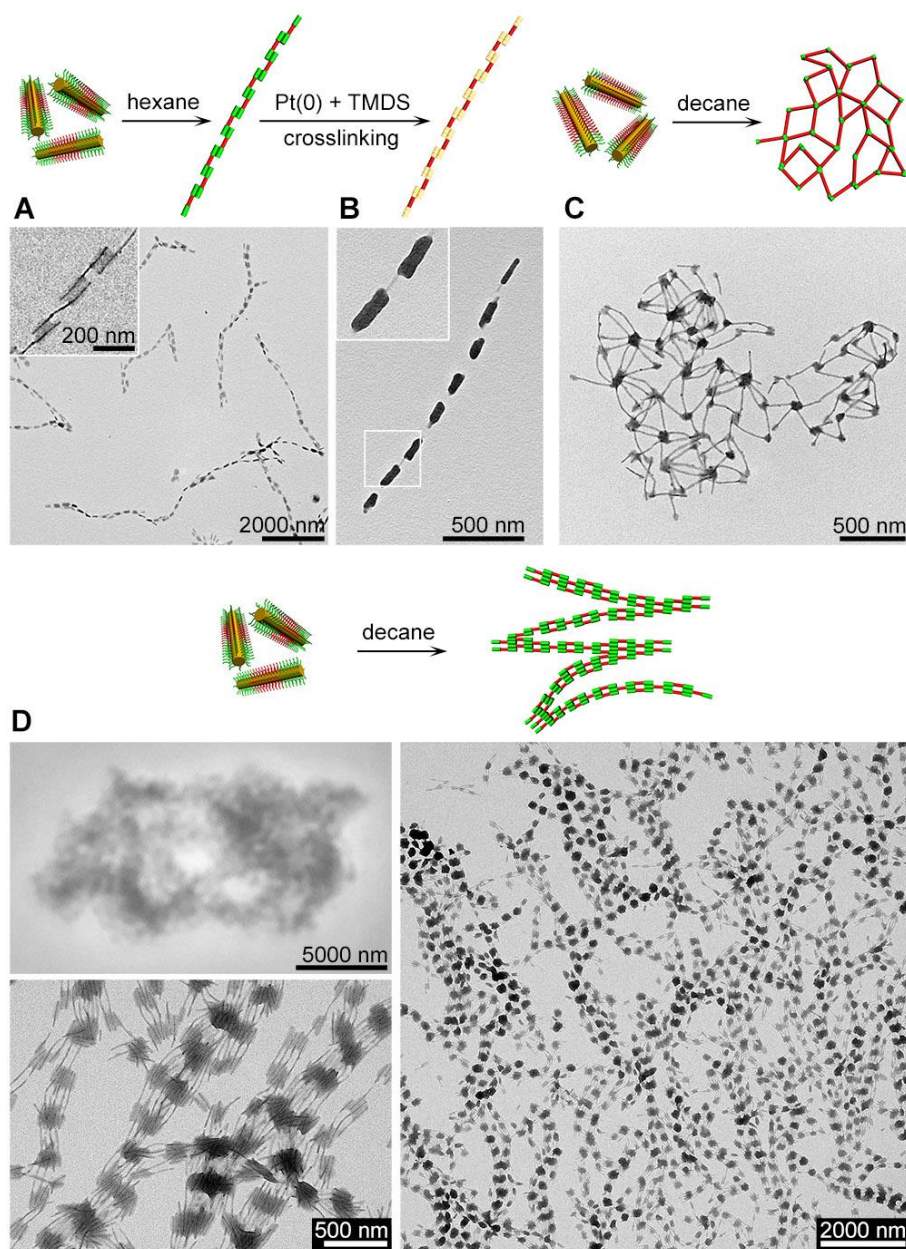 hexane
Pt(0) + TMDS
crosslinking
decane
A
B
C
200 nm
2000 nm
500 nm
500 nm
decane
D
5000 nm
500 nm
2000 nm